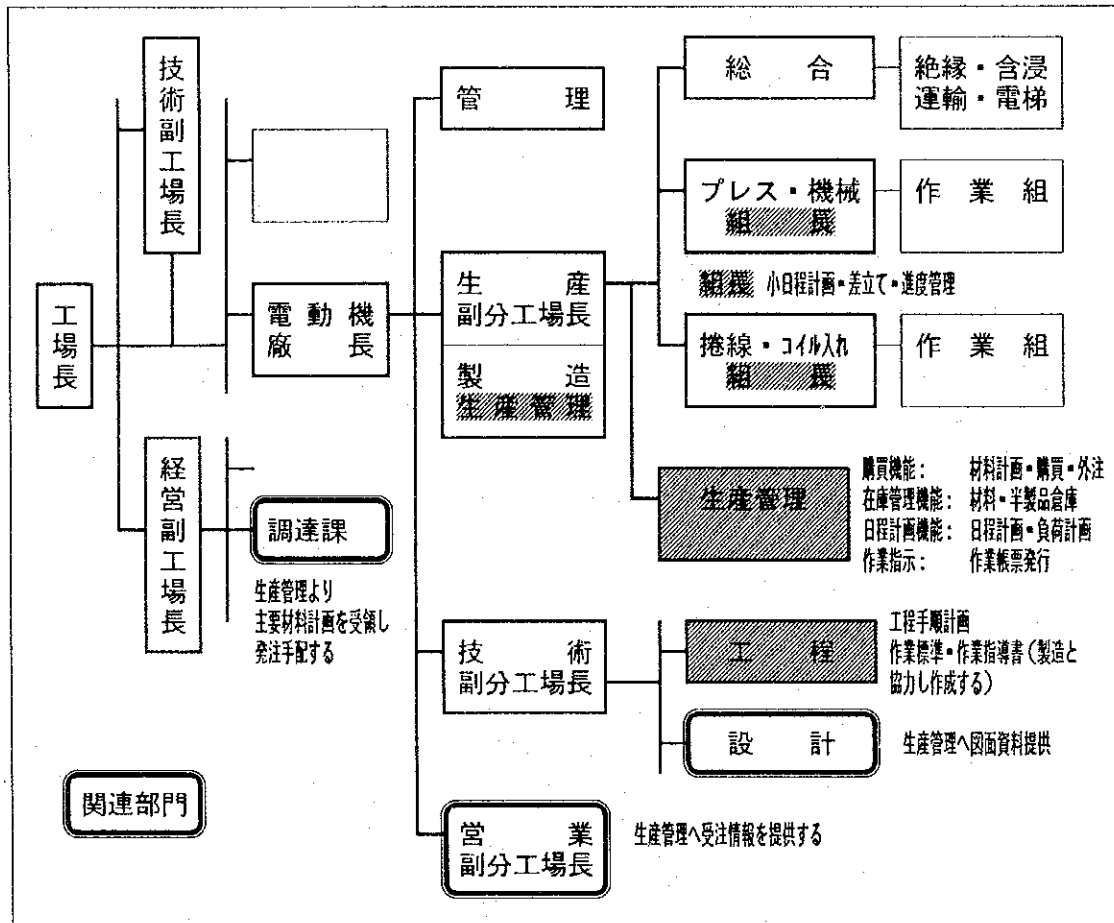 工場長
技術副工場長
経営副工場長
電動機
廠長
調達課
生産管理より
主要材料計画を受領し
発注手配する
関連部門
管理
生産
副分工場長
製造
生産管理
技術
副分工場長
営業
副分工場長
生産管理へ受注情報を提供する
総合
絶縁・含浸
運輸・電梯
プレス・機械
組長
作業組
組長 小日程計画・差立て・進度管理
捲線・コイル入れ
組長
作業組
生産管理
購買機能: 材料計画・購買・外注
在庫管理機能: 材料・半製品倉庫
日程計画機能: 日程計画・負荷計画
作業指示: 作業帳票発行
工程
工程手順計画
作業標準・作業指導書(製造と
協力し作成する)
設計
生産管理へ図面資料提供